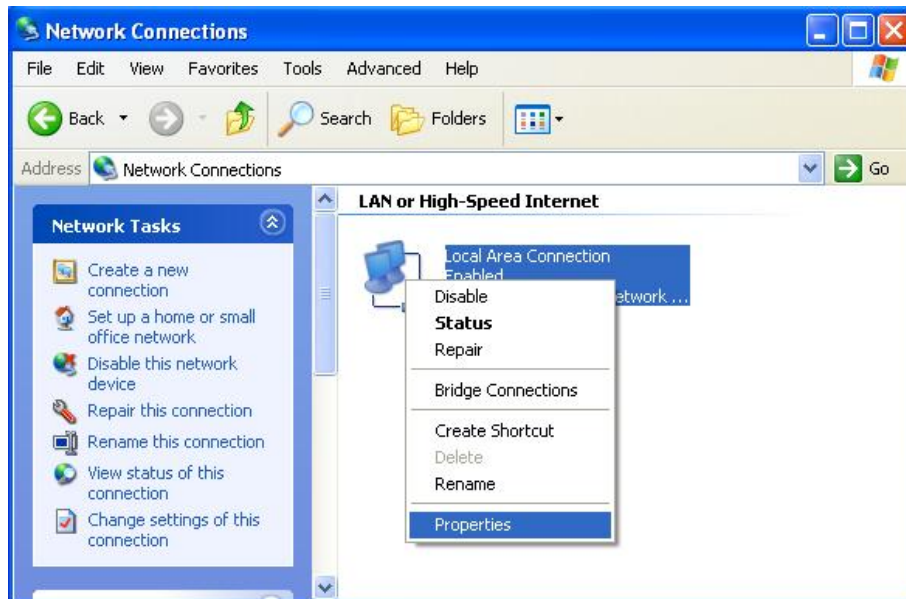 Network Connections
File Edit View Favorites Tools Advanced Help
Back Search Folders
Address Network Connections Go
Network Tasks
Create a new
connection
Set up a home or small
office network
Disable this network
device
Repair this connection
Rename this connection
View status of this
connection
Change settings of this
connection
LAN or High-Speed Internet
Local Area Connection
Enabled
etwork ...
Disable
Status
Repair
Bridge Connections
Create Shortcut
Delete
Rename
Properties